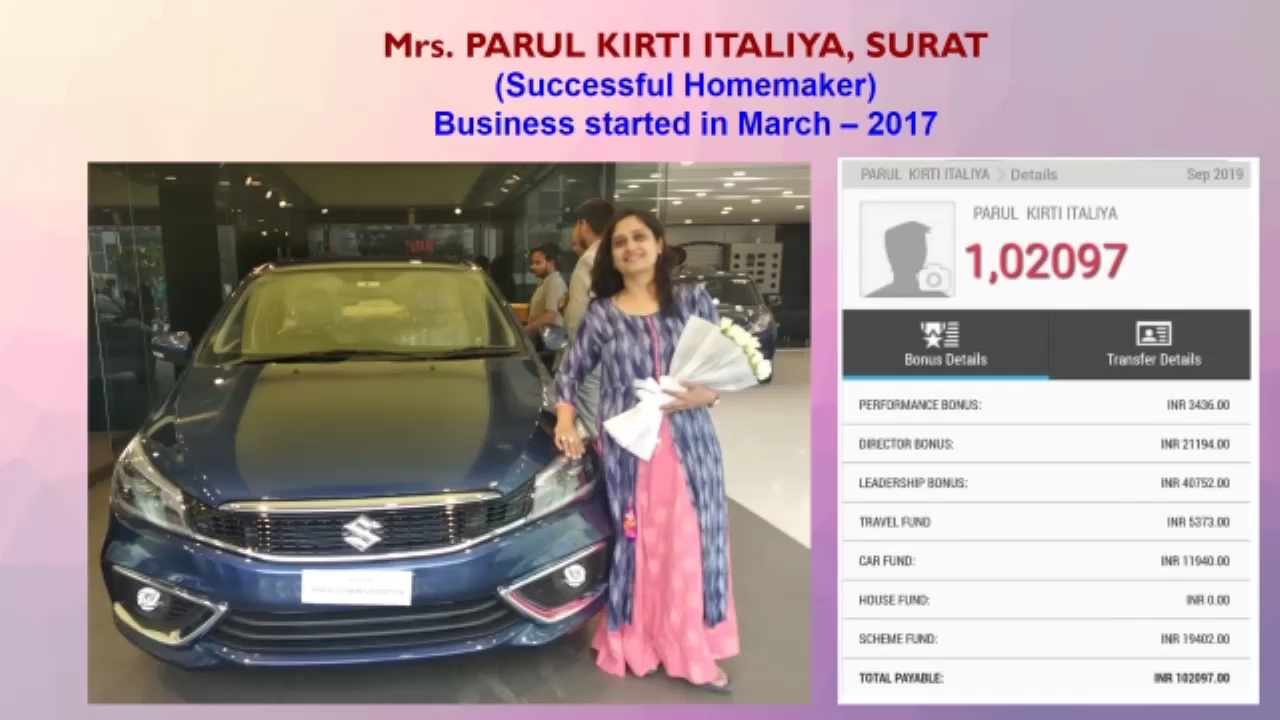 Mrs. PARUL KIRTI ITALIYA, SURAT
(Successful Homemaker)
Business started in March – 2017
PARUL KIRTI ITALIYA > Details Sep 2019
PARUL KIRTI ITALIYA
1,02097
Bonus Details Transfer Details
PERFORMANCE BONUS: INR 3436.00
DIRECTOR BONUS: INR 21194.00
LEADERSHIP BONUS: INR 40752.00
TRAVEL FUND INR 5373.00
CAR FUND: INR 11940.00
HOUSE FUND: INR 0.00
SCHEME FUND: INR 19402.00
TOTAL PAYABLE: INR 102097.00